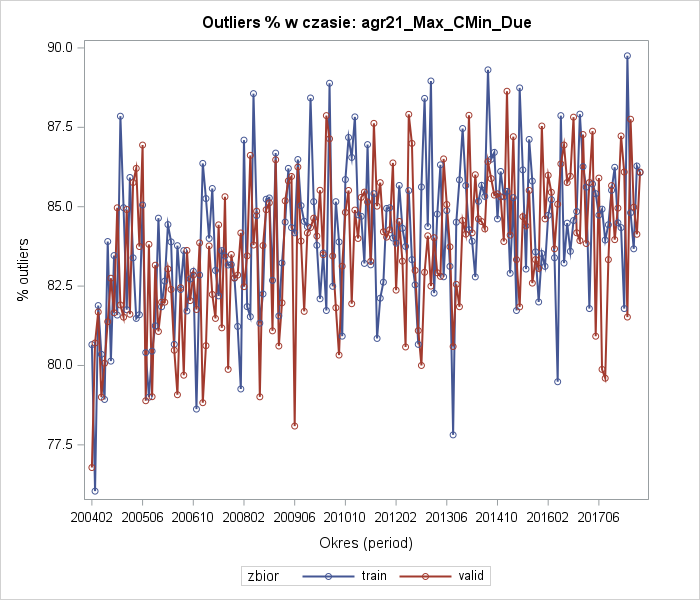 Outliers % w czasie: agr21_Max_CMin_Due
90.0
87.5
85.0
82.5
80.0
77.5
% outliers
200402 200506 200610 200802 200906 201010 201202 201306 201410 201602 201706
Okres (period)
zbior train valid